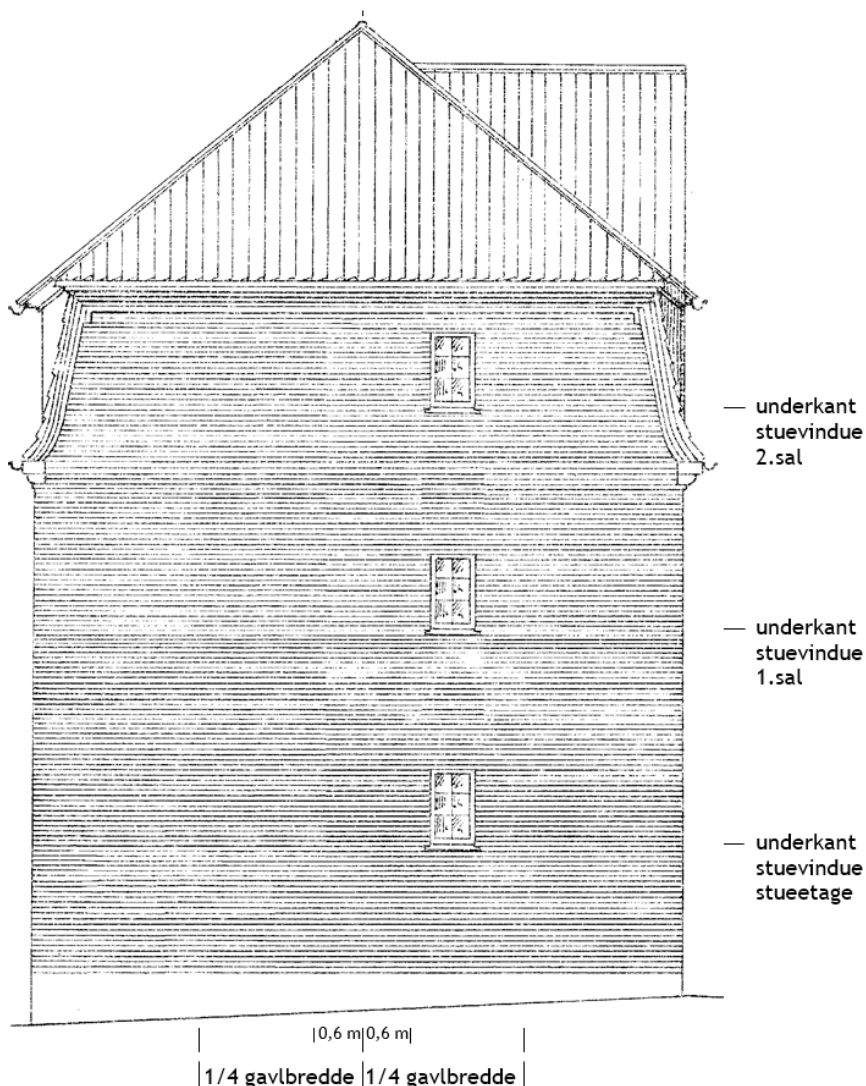 underkant
stuevindue
2.sal
underkant
stuevindue
1.sal
underkant
stuevindue
stueetage
0,6 m 0,6 m
1/4 gavlbredde 1/4 gavlbredde